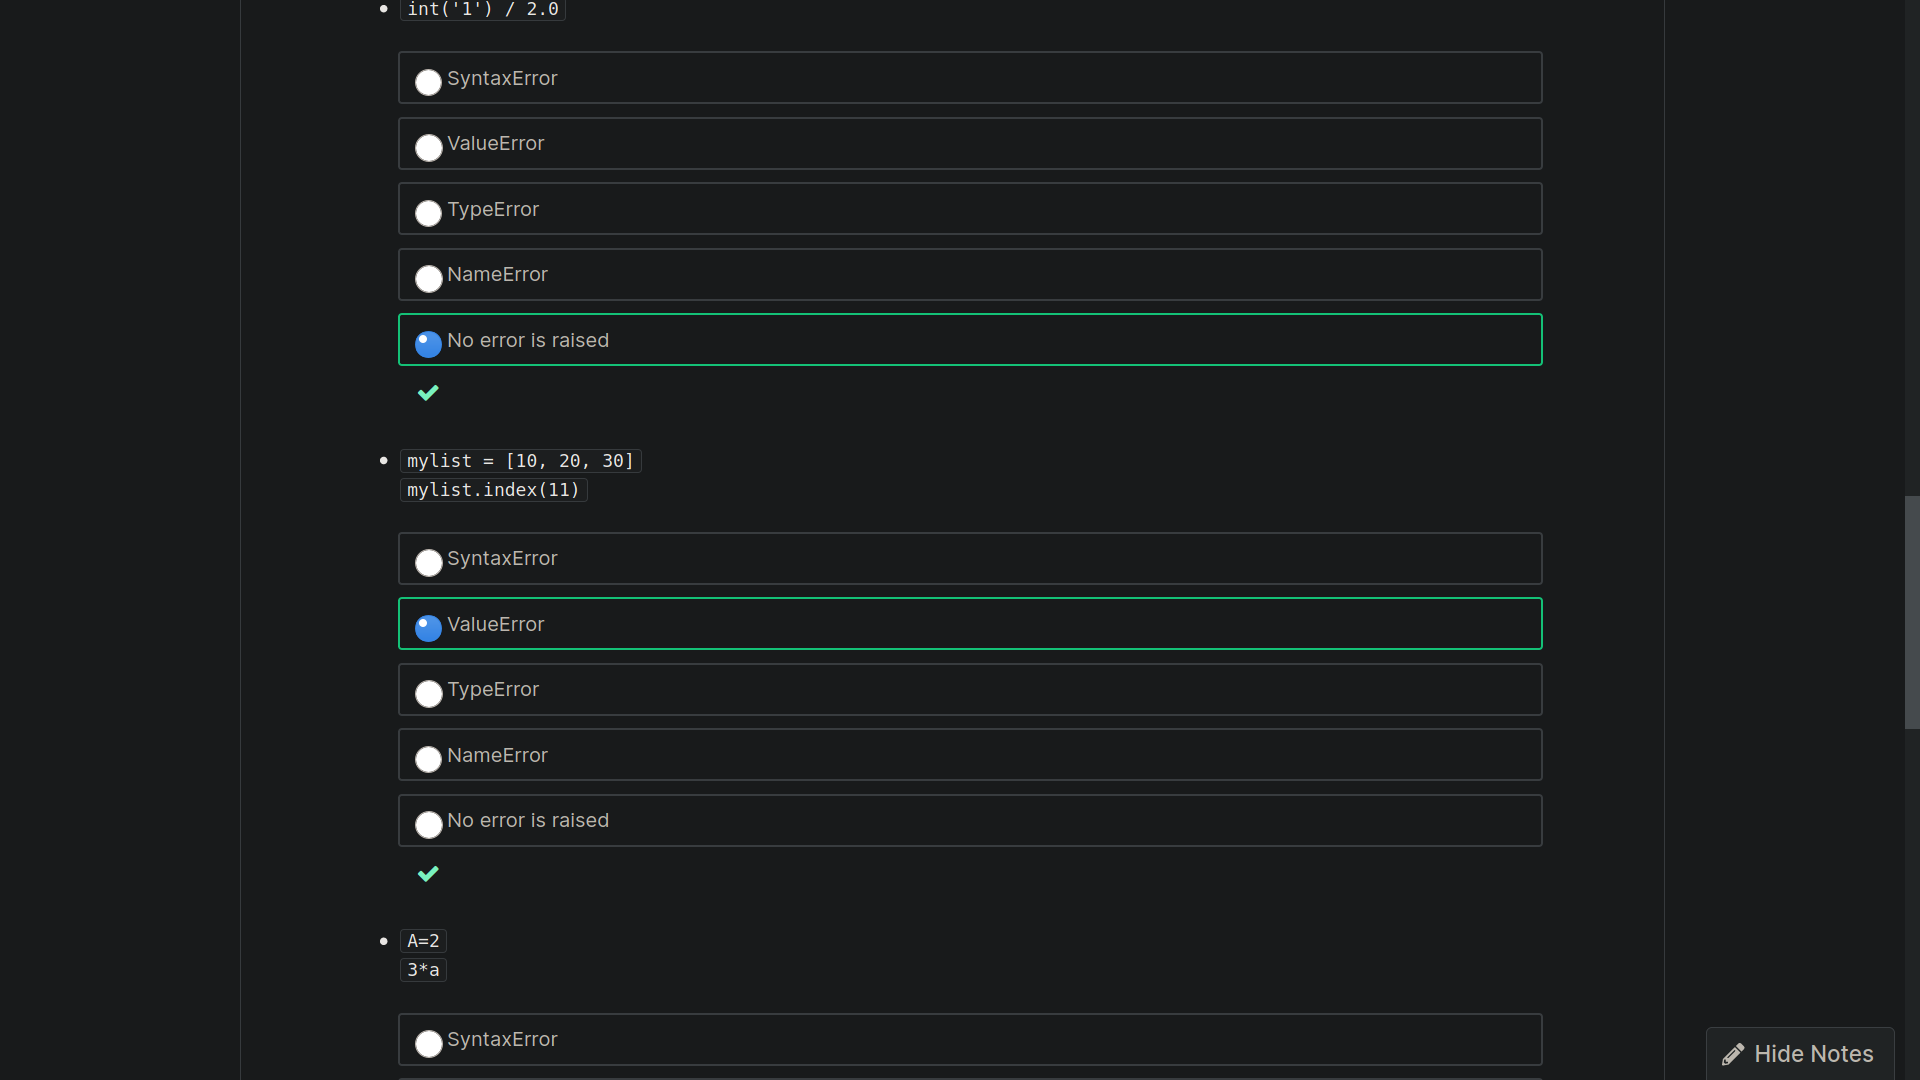 int('1') / 2.0
SyntaxError
ValueError
TypeError
NameError
No error is raised
mylist = [10, 20, 30]
mylist.index(11)
SyntaxError
ValueError
TypeError
NameError
No error is raised
A=2
3*a
SyntaxError
Hide Notes